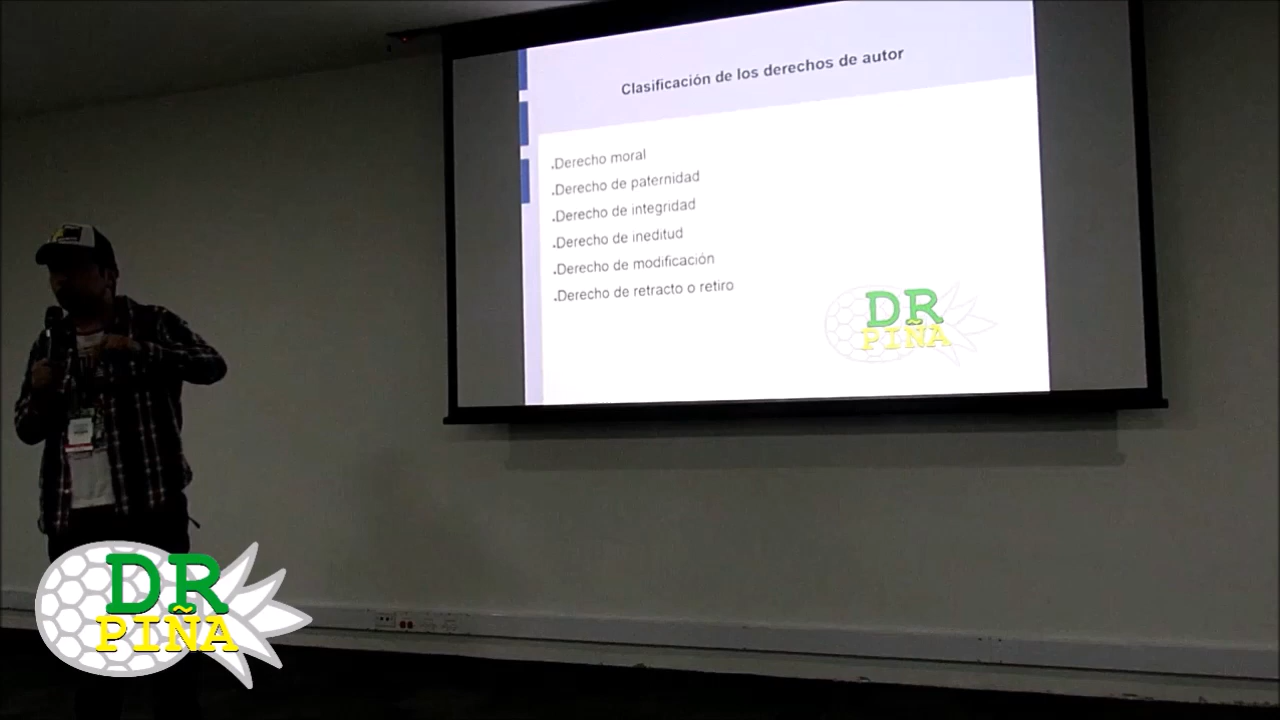 Clasificación de los derechos de autor
.Derecho moral
.Derecho de paternidad
.Derecho de integridad
.Derecho de ineditud
.Derecho de modificación
.Derecho de retracto o retiro
DR
PIÑA
DR
PIÑA